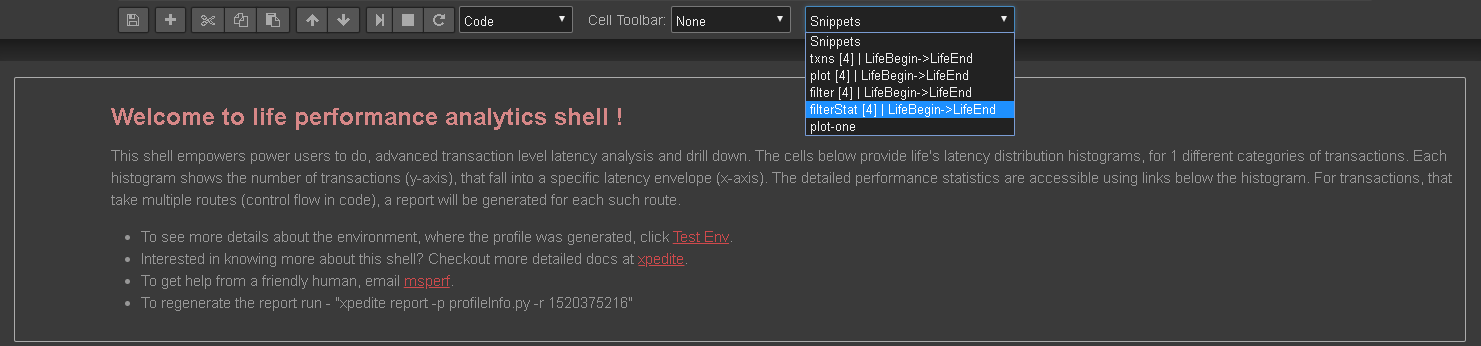 Code Cell Toolbar: None Snippets
Snippets
txns [4] | LifeBegin->LifeEnd
plot [4] | LifeBegin->LifeEnd
filter [4] | LifeBegin->LifeEnd
filterStat [4] | LifeBegin->LifeEnd
plot-one
Welcome to life performance analytics shell !
This shell empowers power users to do, advanced transaction level latency analysis and drill down. The cells below provide life's latency distribution histograms, for 1 different categories of transactions. Each
histogram shows the number of transactions (y-axis), that fall into a specific latency envelope (x-axis). The detailed performance statistics are accessible using links below the histogram. For transactions, that
take multiple routes (control flow in code), a report will be generated for each such route.
• To see more details about the environment, where the profile was generated, click Test Env.
• Interested in knowing more about this shell? Checkout more detailed docs at xpedite.
• To get help from a friendly human, email msperf.
• To regenerate the report run - "xpedite report -p profileInfo.py -r 1520375216"